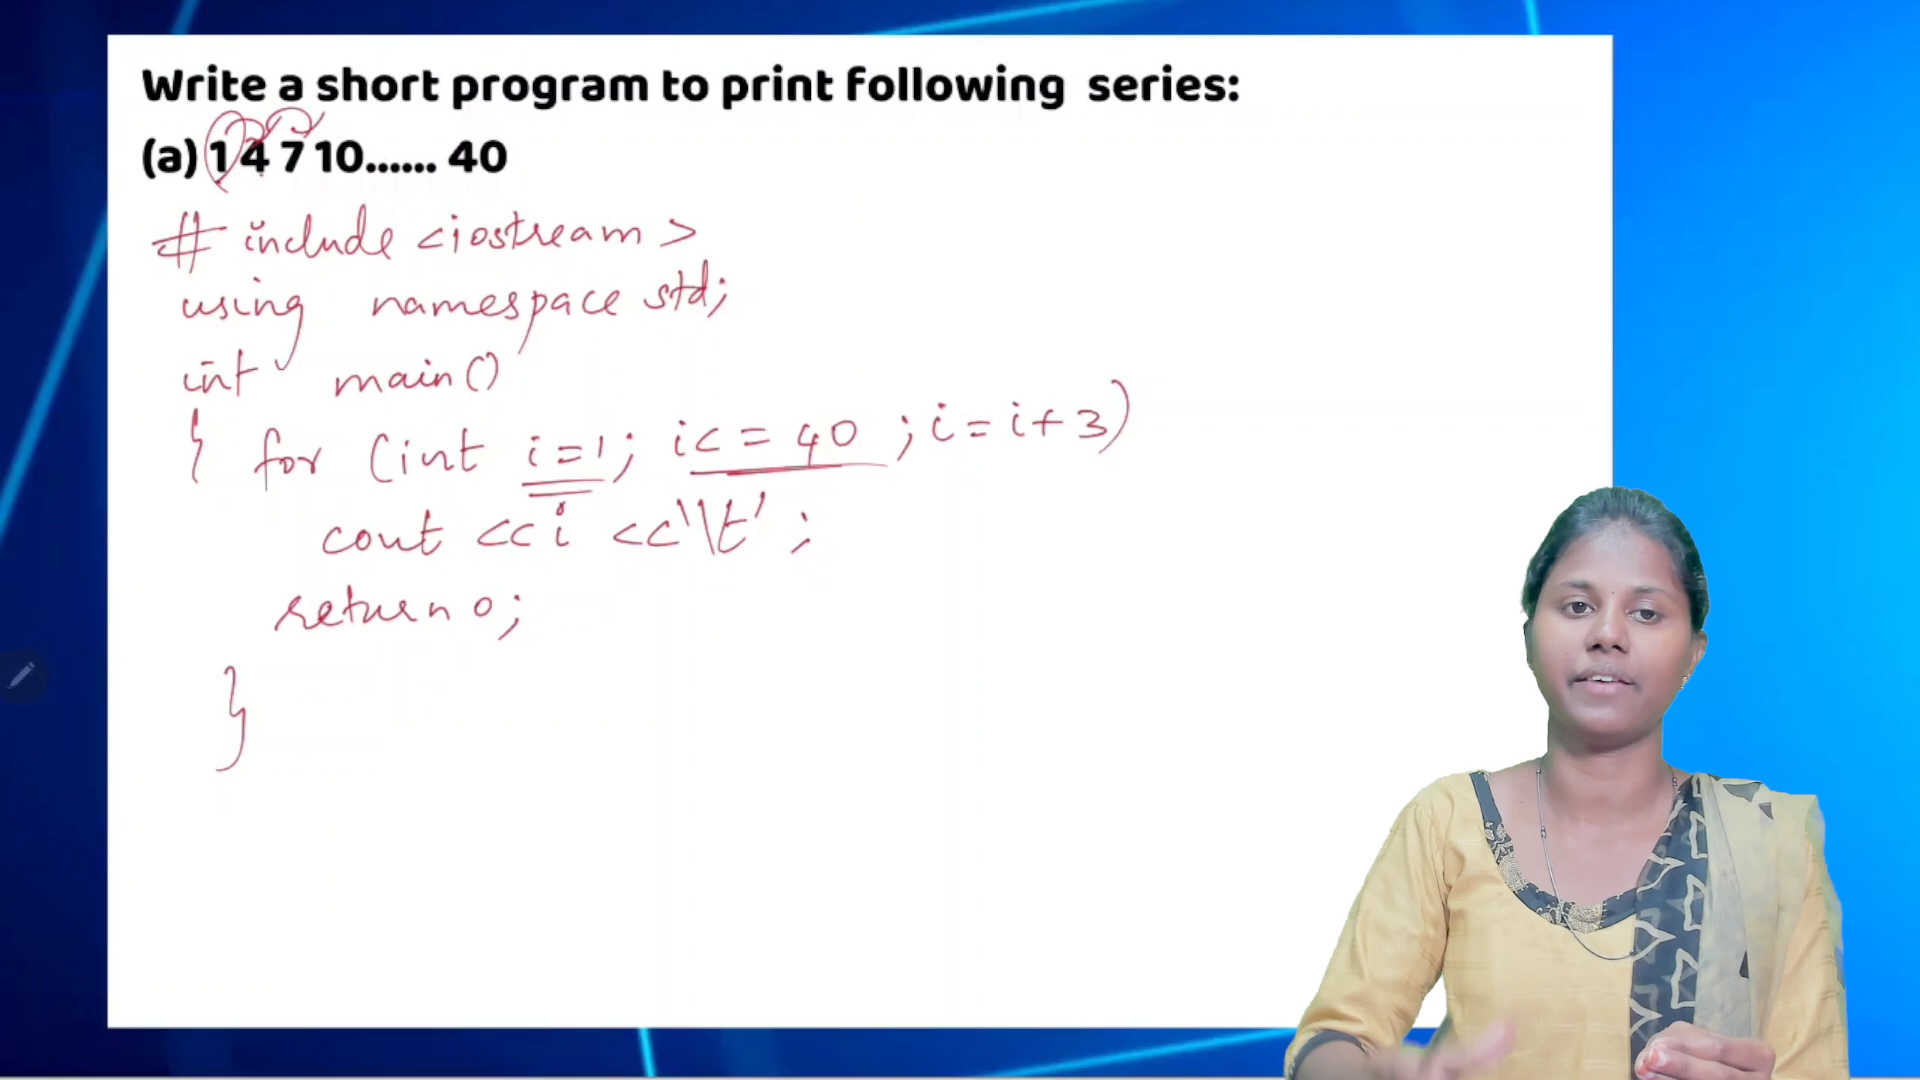 Write a short program to print following series:
(a) 1 4 7 10...... 40
# include <iostream>
using namespace std;
int main()
{ for (int i=1; i<=40 ; i=i+3)
cout <<i <<'\t' ;
return 0;
}